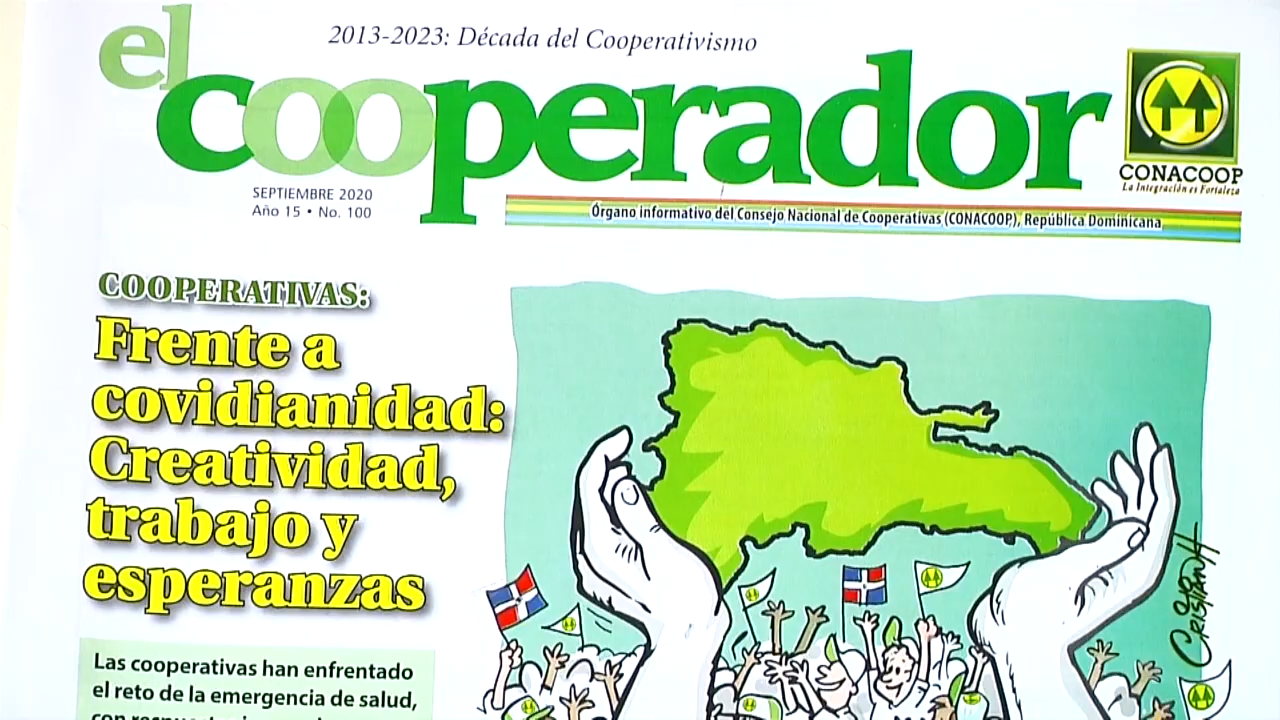 2013-2023: Década del Cooperativismo
el
cooperador
CONACOOP
La Integración es Fortaleza
SEPTIEMBRE 2020
Año 15 • No. 100
Órgano informativo del Consejo Nacional de Cooperativas (CONACOOP), República Dominicana
COOPERATIVAS:
Frente a
covidianidad:
Creatividad,
trabajo y
esperanzas
Las cooperativas han enfrentado
el reto de la emergencia de salud,
CRISTIAN H